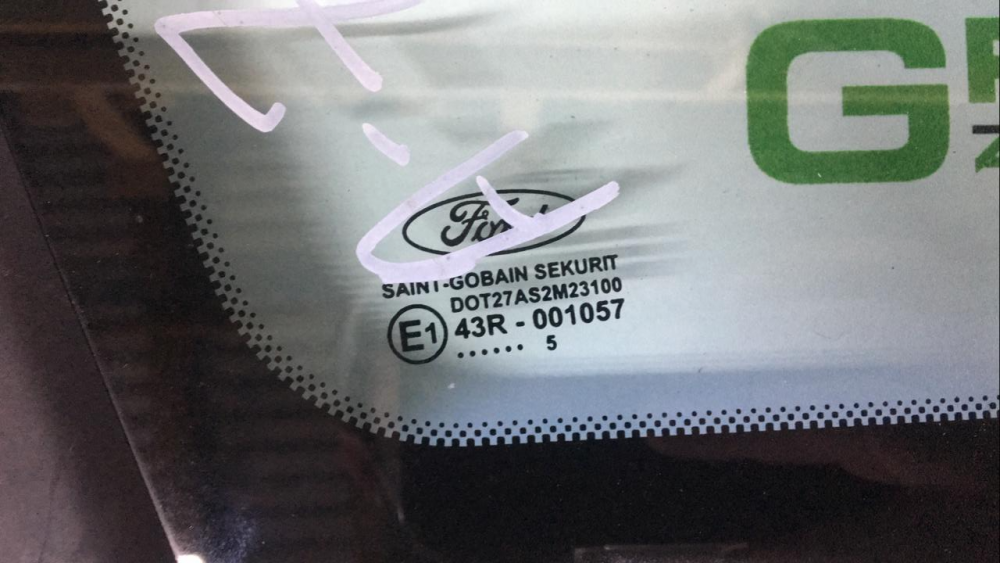 G
Ford
SAINT-GOBAIN SEKURIT
DOT27AS2M23100
E1 43R - 001057
...... 5